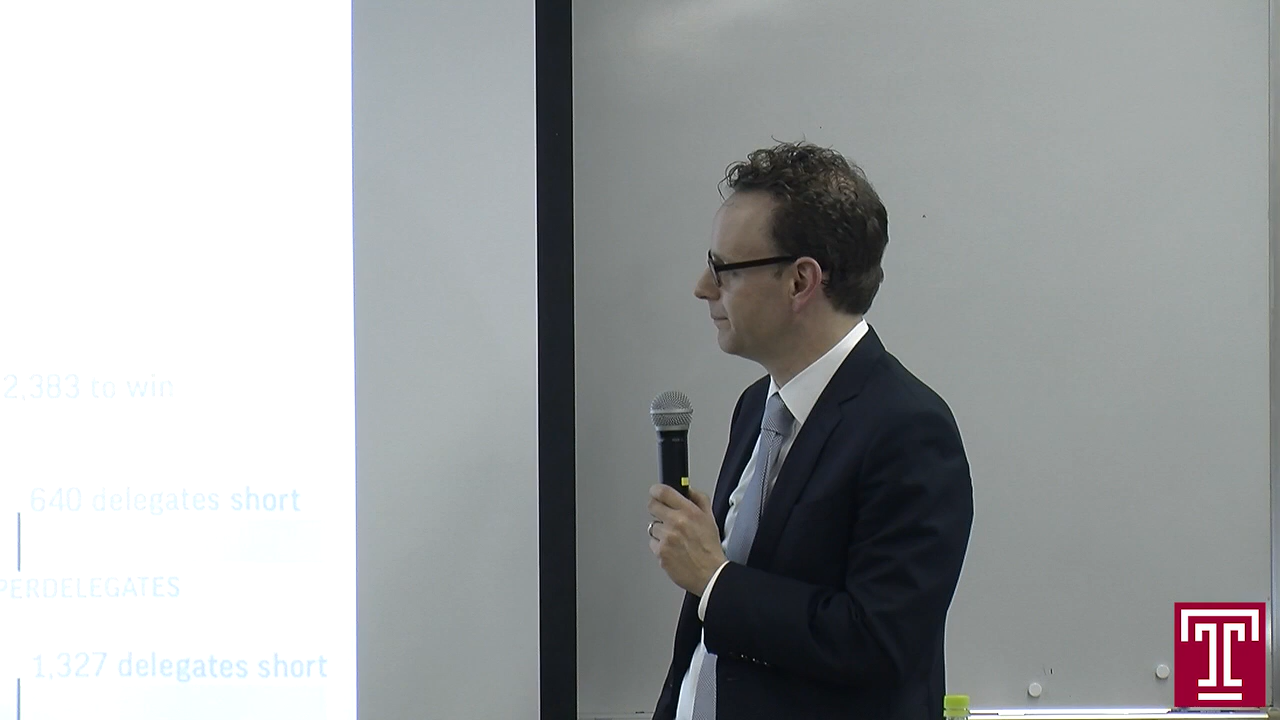 2,383 to win
640 delegates short
PERDELEGATES
1,327 delegates short
T